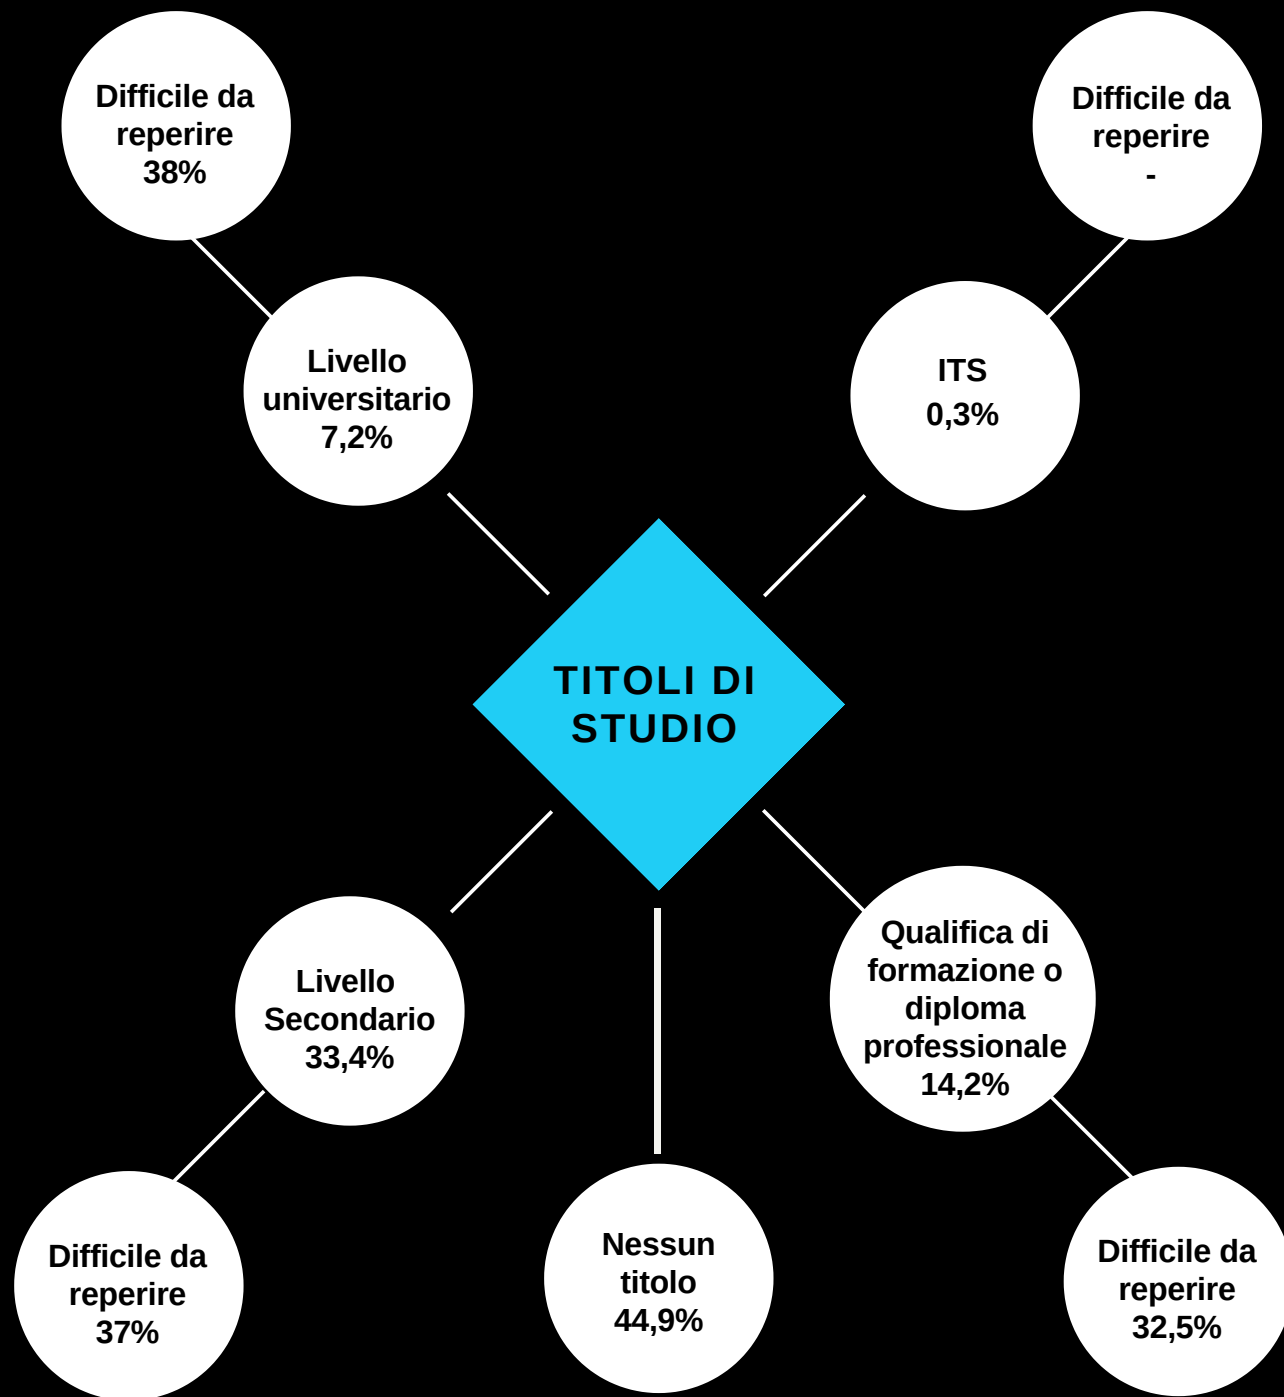 Difficile da
reperire
38%
Difficile da
reperire
-
Livello
universitario
7,2%
ITS
0,3%
TITOLI DI
STUDIO
Livello
Secondario
33,4%
Qualifica di
formazione o
diploma
professionale
14,2%
Difficile da
reperire
37%
Nessun
titolo
44,9%
Difficile da
reperire
32,5%